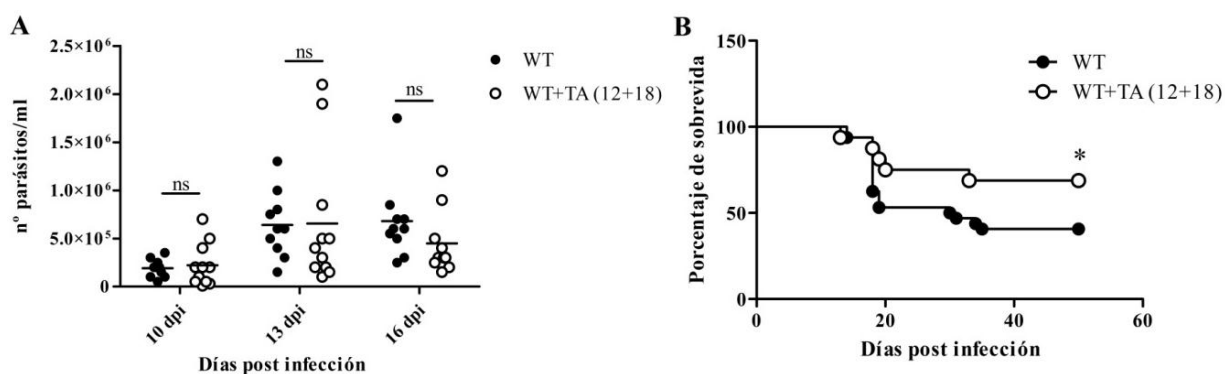 A
2.5×10⁶
2.0×10⁶
1.5×10⁶
1.0×10⁶
5.0×10⁵
0
nº parásitos/ml
ns
ns
ns
WT
WT+TA (12+18)
10 dpi
13 dpi
16 dpi
Días post infección
B
150
100
50
0
Porcentaje de sobrevida
WT
WT+TA (12+18)
*
0
20
40
60
Días post infección